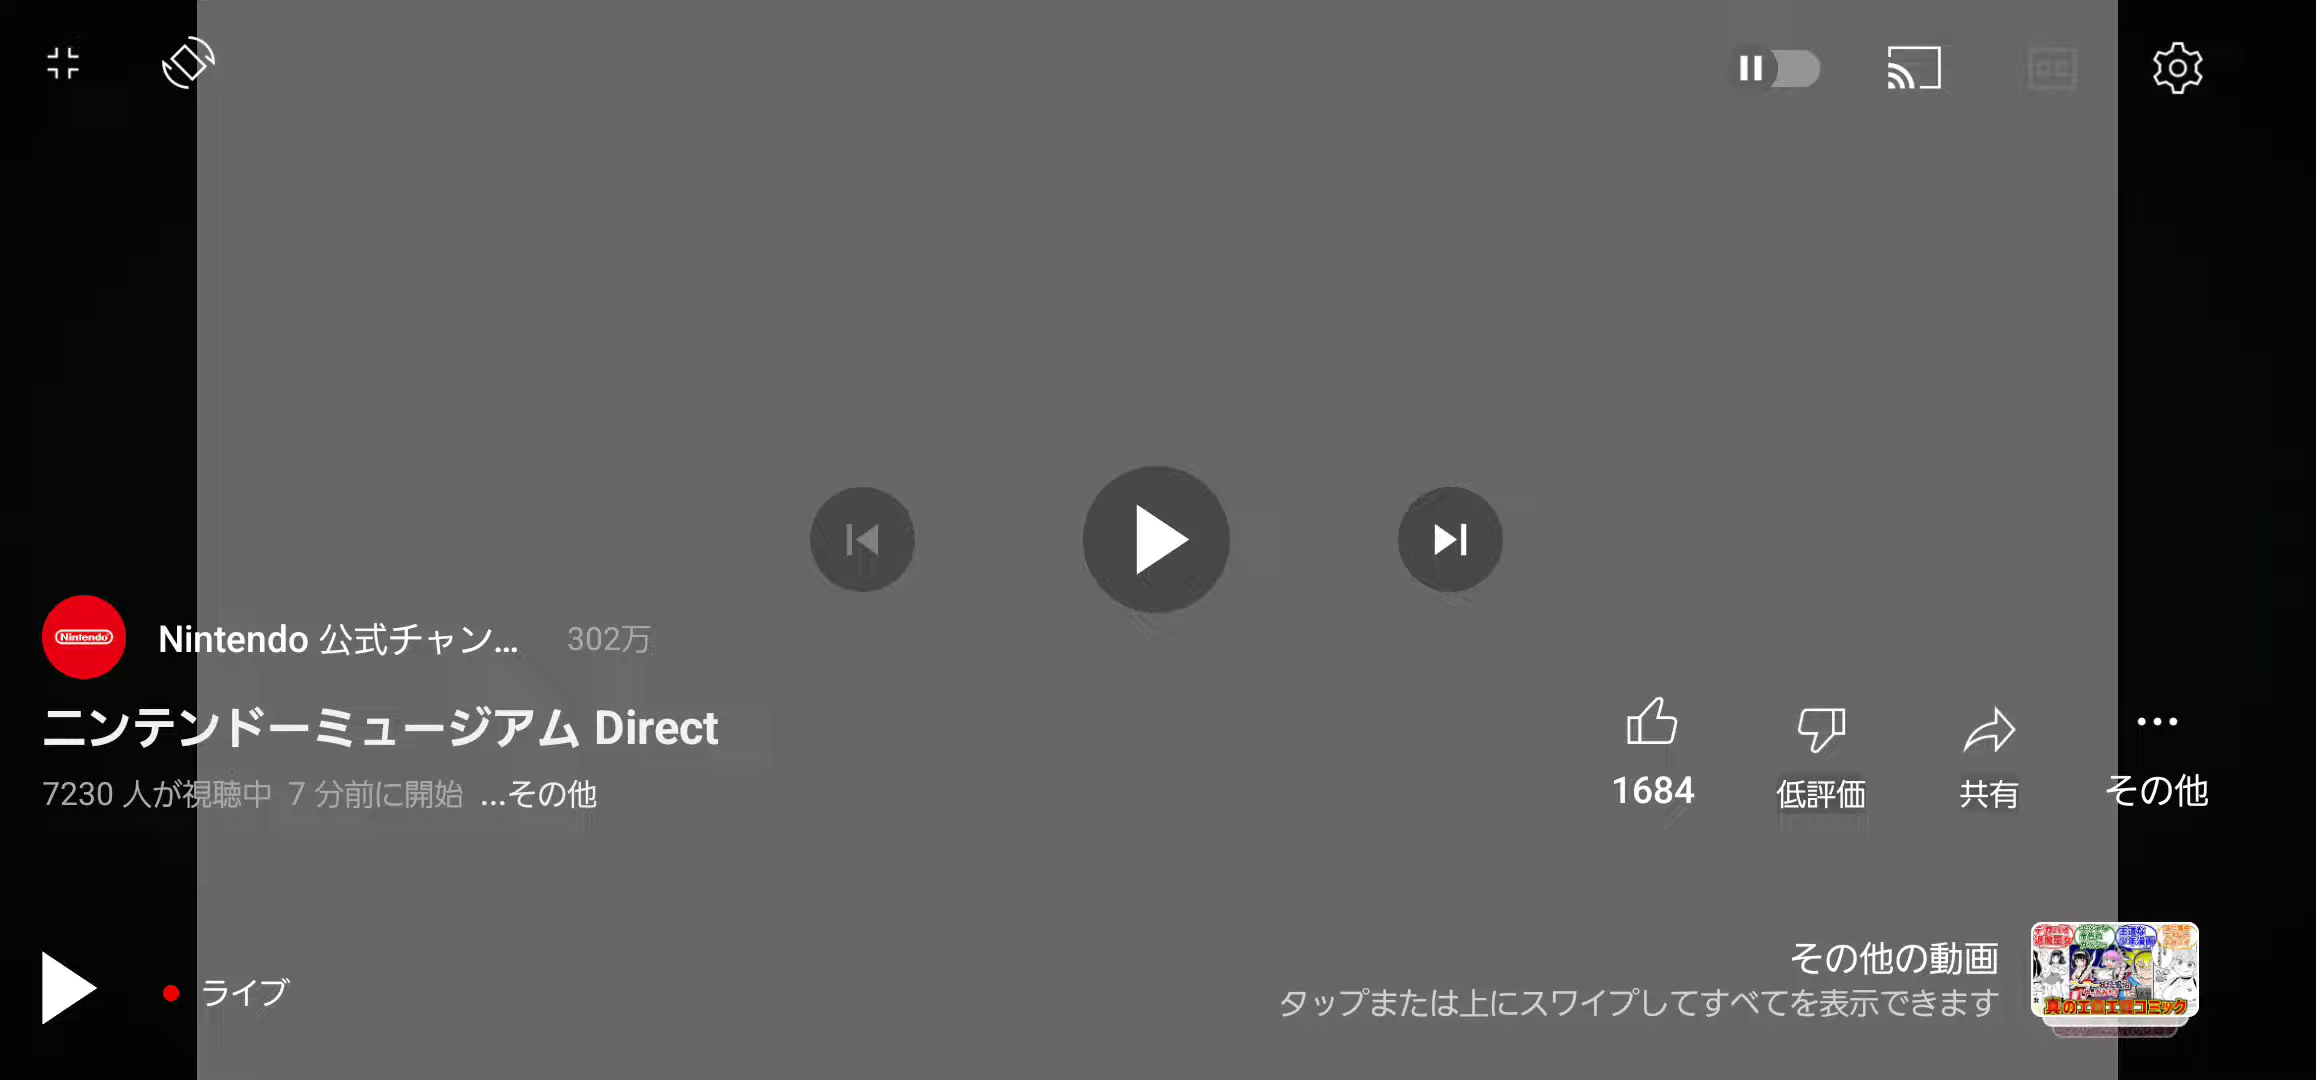 Nintendo
Nintendo 公式チャン... 302万
ニンテンドーミュージアム Direct
7230 人が視聴中 7 分前に開始 ...その他
1684
低評価
共有
その他
ライブ
その他の動画
タップまたは上にスワイプしてすべてを表示できます